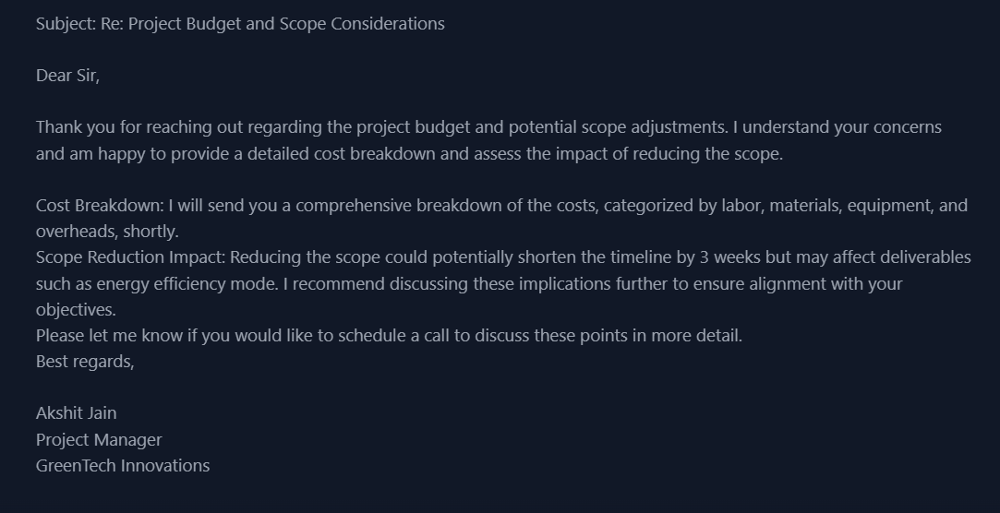 Subject: Re: Project Budget and Scope Considerations
Dear Sir,
Thank you for reaching out regarding the project budget and potential scope adjustments. I understand your concerns
and am happy to provide a detailed cost breakdown and assess the impact of reducing the scope.
Cost Breakdown: I will send you a comprehensive breakdown of the costs, categorized by labor, materials, equipment, and
overheads, shortly.
Scope Reduction Impact: Reducing the scope could potentially shorten the timeline by 3 weeks but may affect deliverables
such as energy efficiency mode. I recommend discussing these implications further to ensure alignment with your
objectives.
Please let me know if you would like to schedule a call to discuss these points in more detail.
Best regards,
Akshit Jain
Project Manager
GreenTech Innovations